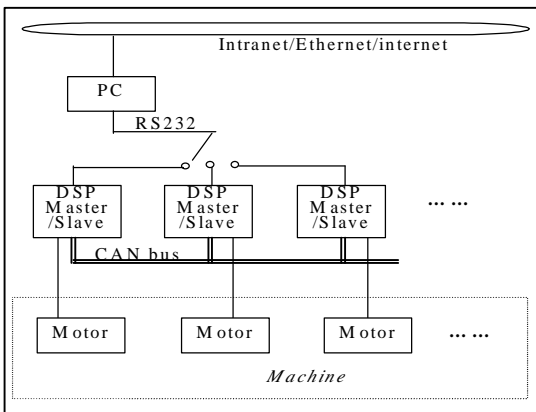 Intranet/Ethernet/internet
PC
RS232
DSP Master /Slave
DSP Master /Slave
DSP Master /Slave
... ...
CAN bus
Motor
Motor
Motor
... ...
Machine